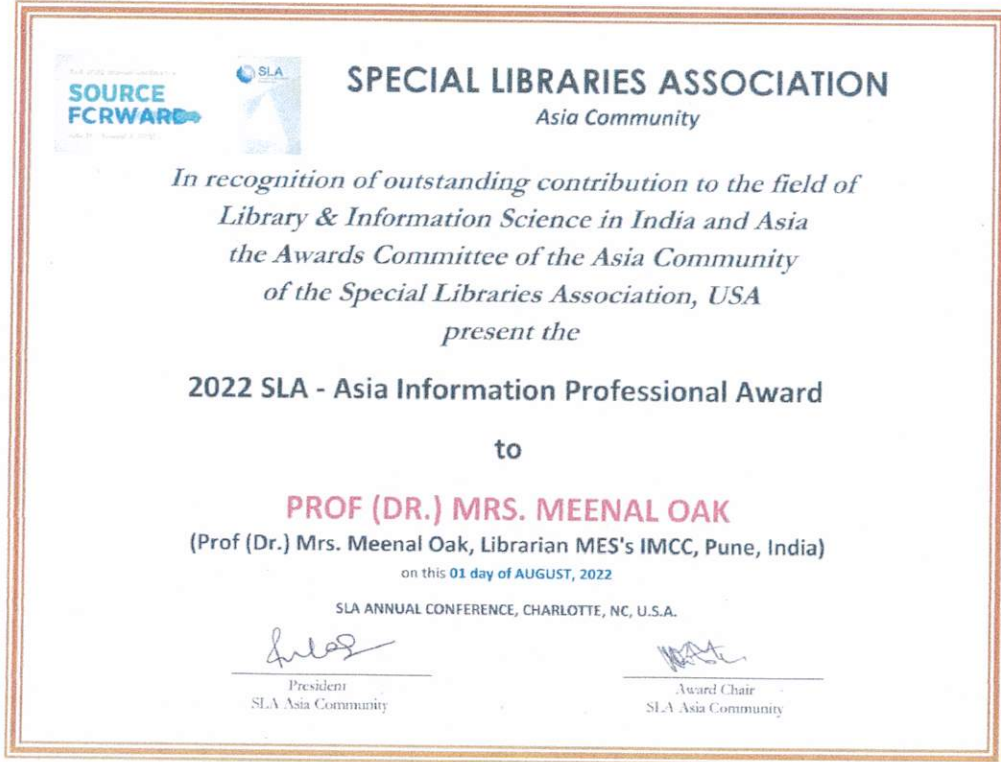 SOURCE
FCRWARD
SLA
SPECIAL LIBRARIES ASSOCIATION
Asia Community
In recognition of outstanding contribution to the field of
Library & Information Science in India and Asia
the Awards Committee of the Asia Community
of the Special Libraries Association, USA
present the
2022 SLA - Asia Information Professional Award
to
PROF (DR.) MRS. MEENAL OAK
(Prof (Dr.) Mrs. Meenal Oak, Librarian MES's IMCC, Pune, India)
on this 01 day of AUGUST, 2022
SLA ANNUAL CONFERENCE, CHARLOTTE, NC, U.S.A.
President
SLA Asia Community
Award Chair
SLA Asia Community